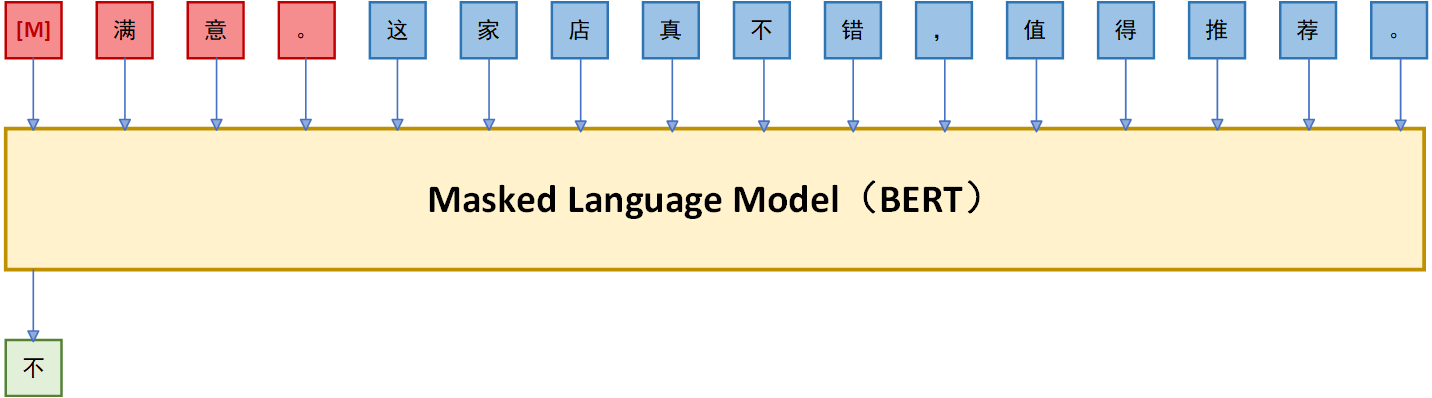 [M] 满 意 。 这 家 店 真 不 错 , 值 得 推 荐 。
Masked Language Model（BERT）
不